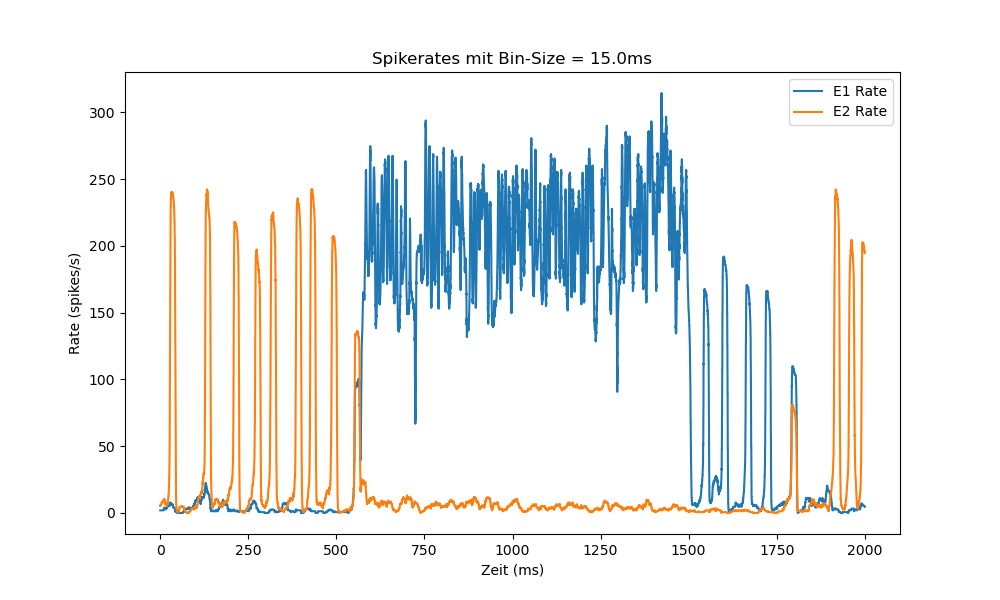 Spikerates mit Bin-Size = 15.0ms
E1 Rate
E2 Rate
Rate (spikes/s)
300
250
200
150
100
50
0
0 250 500 750 1000 1250 1500 1750 2000
Zeit (ms)